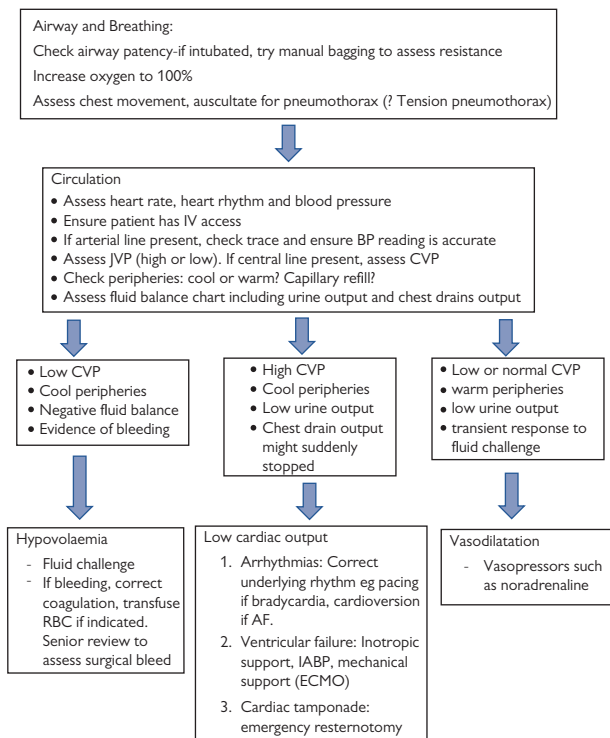 Airway and Breathing:
Check airway patency-if intubated, try manual bagging to assess resistance
Increase oxygen to 100%
Assess chest movement, auscultate for pneumothorax (? Tension pneumothorax)
Circulation
• Assess heart rate, heart rhythm and blood pressure
• Ensure patient has IV access
• If arterial line present, check trace and ensure BP reading is accurate
• Assess JVP (high or low). If central line present, assess CVP
• Check peripheries: cool or warm? Capillary refill?
• Assess fluid balance chart including urine output and chest drains output
• Low CVP
• Cool peripheries
• Negative fluid balance
• Evidence of bleeding
• High CVP
• Cool peripheries
• Low urine output
• Chest drain output
might suddenly
stopped
• Low or normal CVP
• warm peripheries
• low urine output
• transient response to
fluid challenge
Hypovolaemia
- Fluid challenge
- If bleeding, correct
coagulation, transfuse
RBC if indicated.
Senior review to
assess surgical bleed
Low cardiac output
1. Arrhythmias: Correct
underlying rhythm eg pacing
if bradycardia, cardioversion
if AF.
2. Ventricular failure: Inotropic
support, IABP, mechanical
support (ECMO)
3. Cardiac tamponade:
emergency resternotomy
Vasodilatation
- Vasopressors such
as noradrenaline